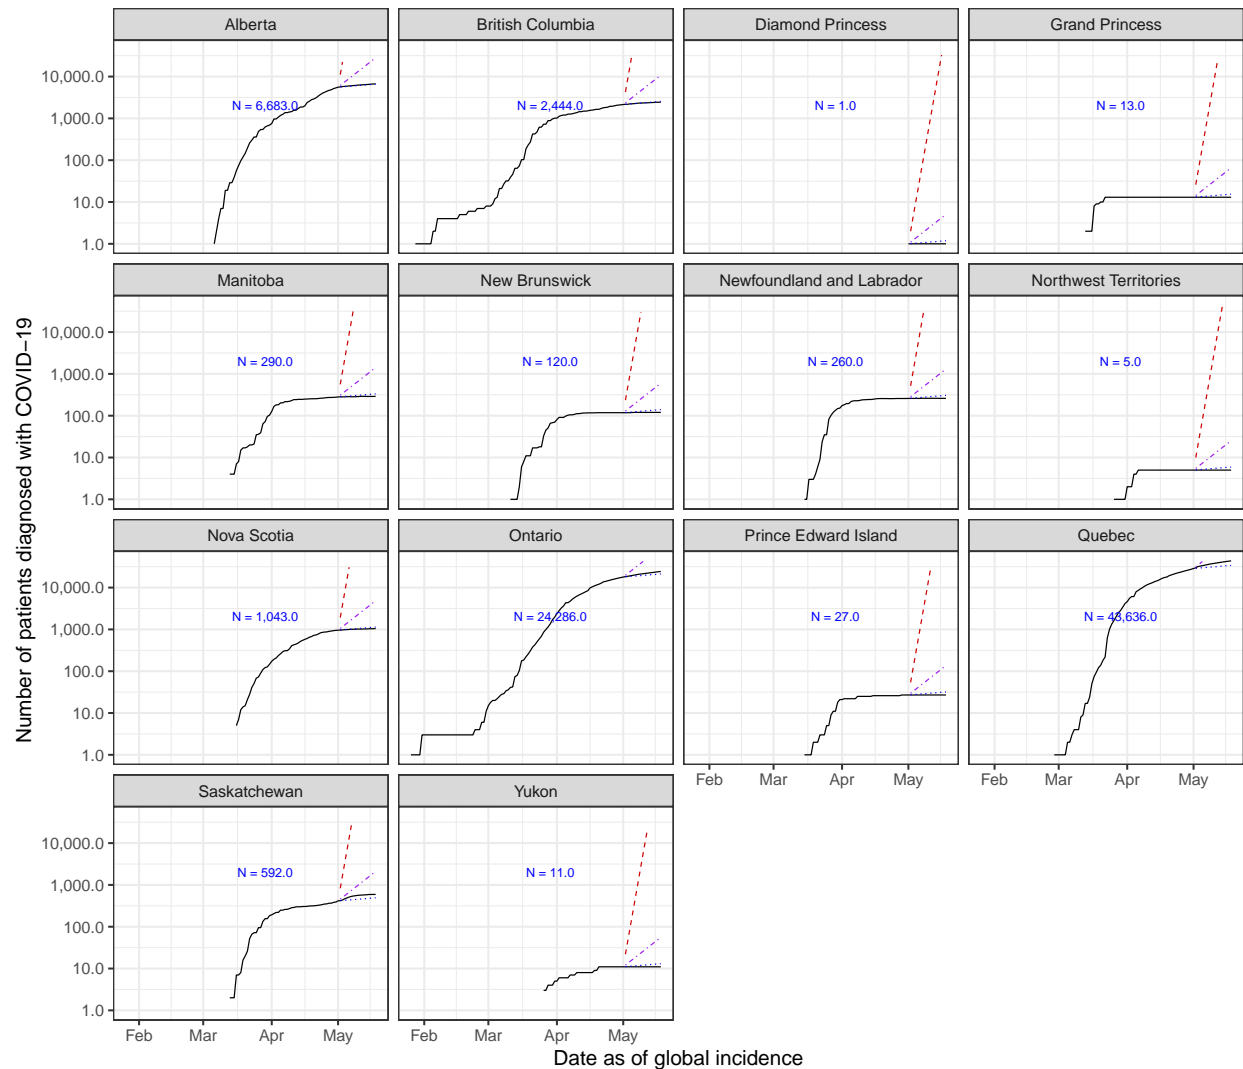 Alberta
British Columbia
Diamond Princess
Grand Princess
10,000.0
1,000.0
100.0
10.0
1.0
N = 6,683.0
N = 2,444.0
N = 1.0
N = 13.0
Manitoba
New Brunswick
Newfoundland and Labrador
Northwest Territories
10,000.0
1,000.0
100.0
10.0
1.0
N = 290.0
N = 120.0
N = 260.0
N = 5.0
Number of patients diagnosed with COVID−19
Nova Scotia
Ontario
Prince Edward Island
Quebec
10,000.0
1,000.0
100.0
10.0
1.0
N = 1,043.0
N = 24,286.0
N = 27.0
N = 43,636.0
Feb Mar Apr May
Feb Mar Apr May
Saskatchewan
Yukon
10,000.0
1,000.0
100.0
10.0
1.0
N = 592.0
N = 11.0
Feb Mar Apr May
Feb Mar Apr May
Date as of global incidence